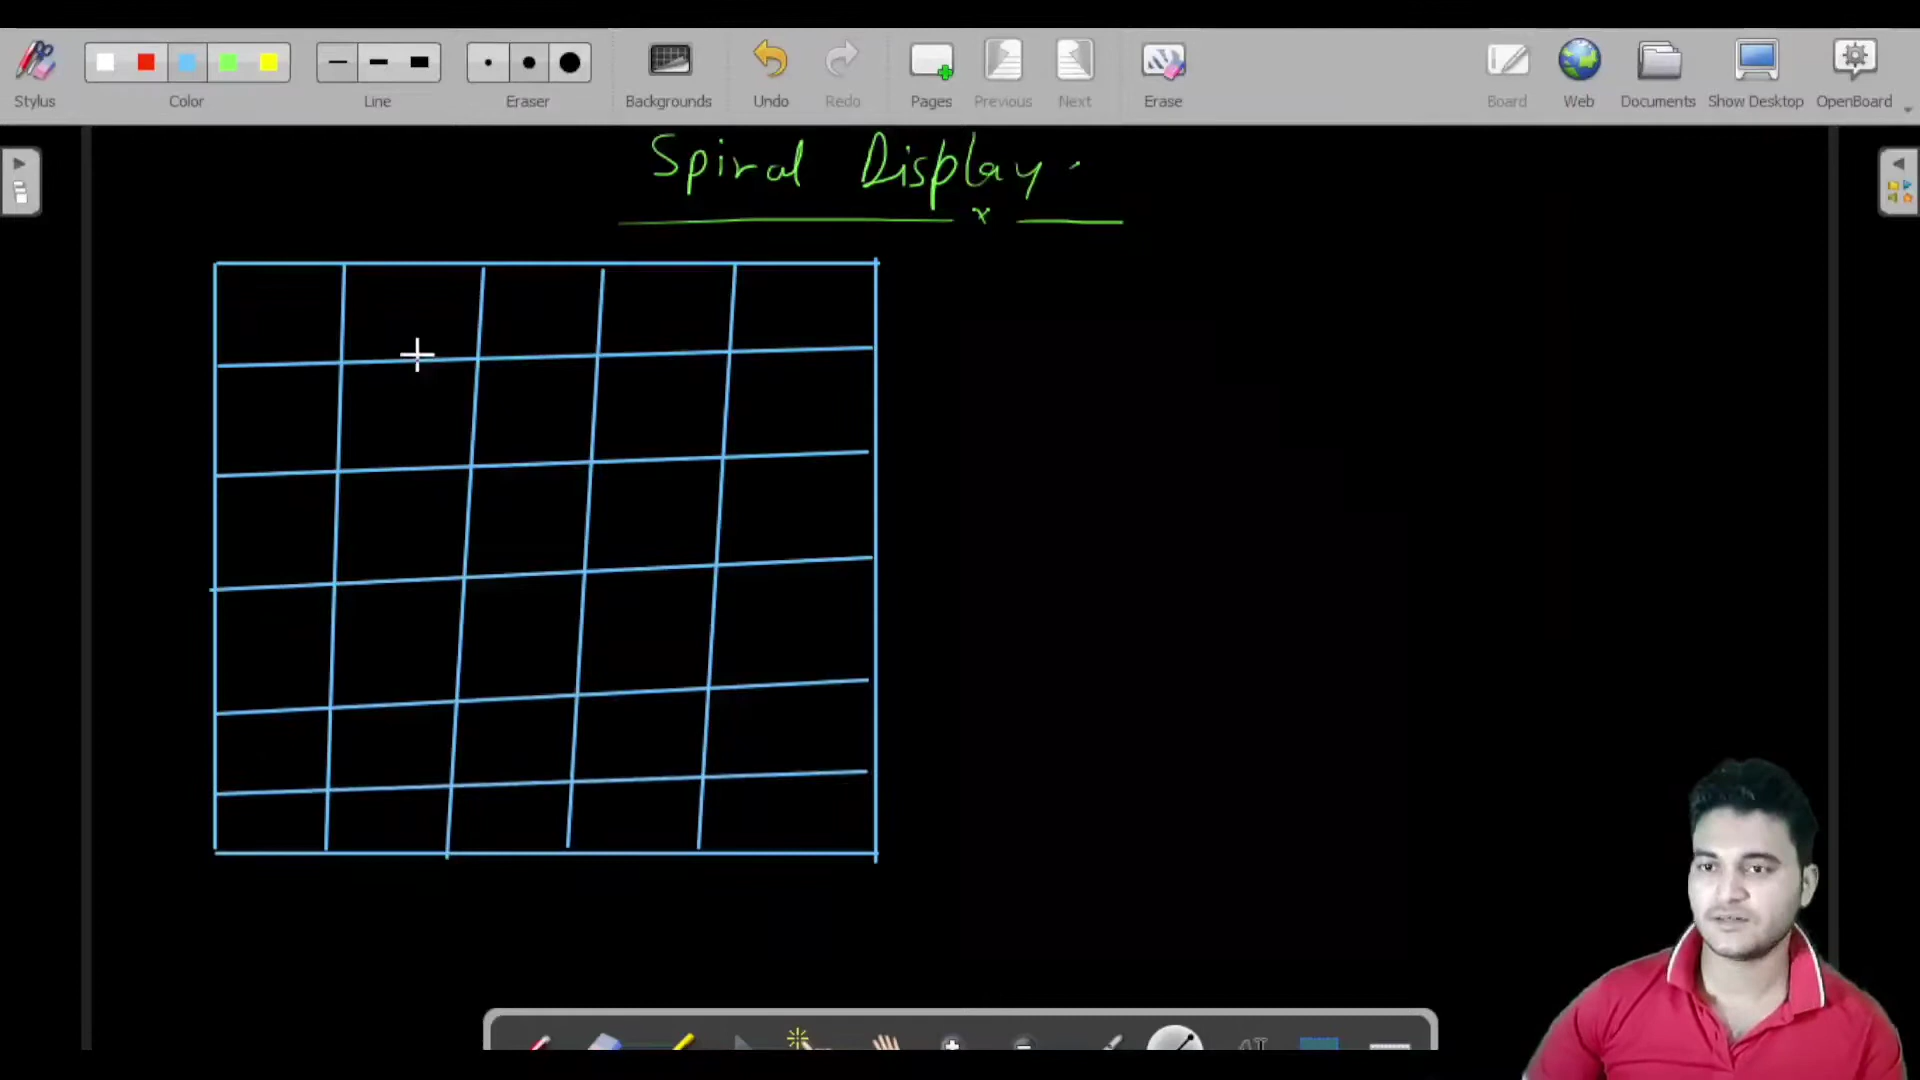 Stylus Color Line Eraser Backgrounds Undo Redo Pages Previous Next Erase Board Web Documents Show Desktop OpenBoard
Spiral Display.
x